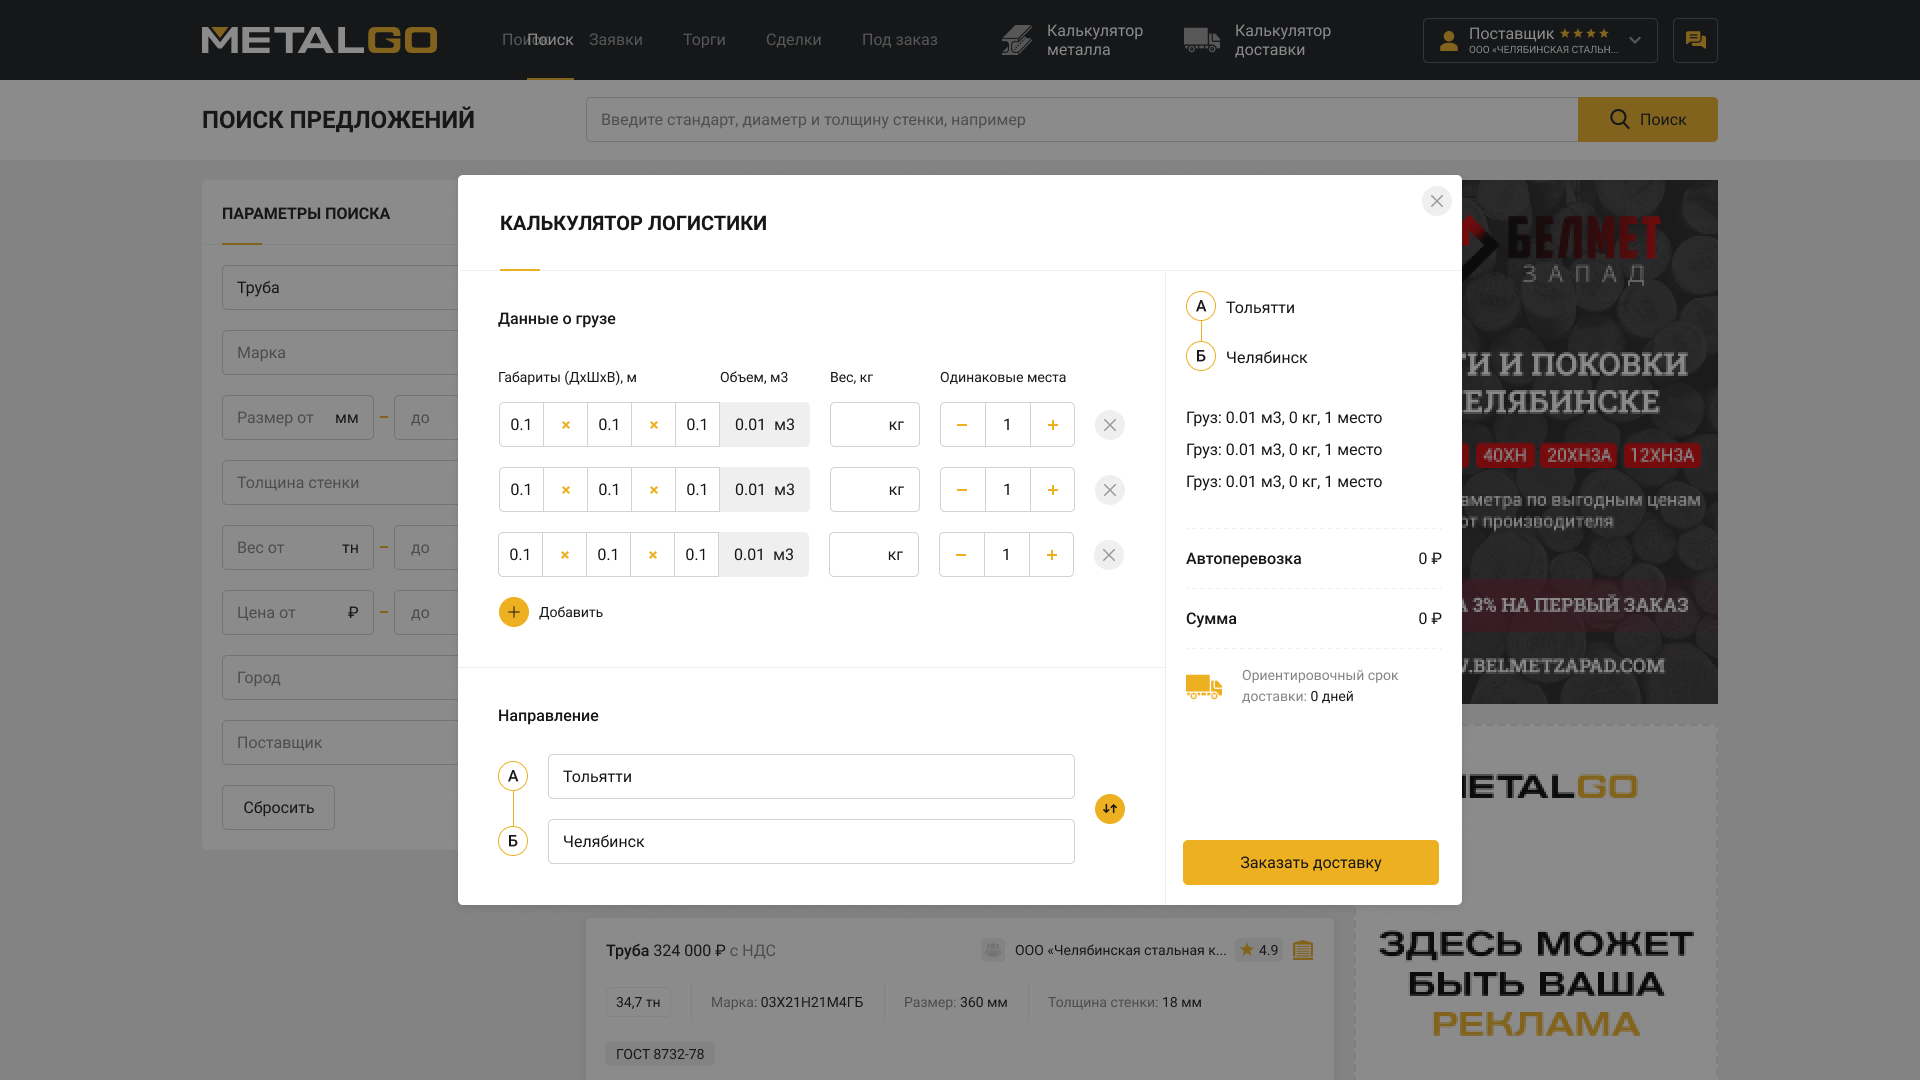 METALGO
Поиск
Поиск
Заявки
Торги
Сделки
Под заказ
Калькулятор
металла
Калькулятор
доставки
Поставщик
ООО «ЧЕЛЯБИНСКАЯ СТАЛЬН...
ПОИСК ПРЕДЛОЖЕНИЙ
Введите стандарт, диаметр и толщину стенки, например
Поиск
ПАРАМЕТРЫ ПОИСКА
Труба
Марка
Размер от мм – до
Толщина стенки
Вес от тн – до
Цена от ₽ – до
Город
Поставщик
Сбросить
КАЛЬКУЛЯТОР ЛОГИСТИКИ
Данные о грузе
Габариты (ДхШхВ), м Объем, м3 Вес, кг Одинаковые места
0.1 × 0.1 × 0.1 0.01 м3 кг – 1 +
0.1 × 0.1 × 0.1 0.01 м3 кг – 1 +
0.1 × 0.1 × 0.1 0.01 м3 кг – 1 +
+ Добавить
Направление
А Тольятти
Б Челябинск
А Тольятти
Б Челябинск
Груз: 0.01 м3, 0 кг, 1 место
Груз: 0.01 м3, 0 кг, 1 место
Груз: 0.01 м3, 0 кг, 1 место
Автоперевозка 0 ₽
Сумма 0 ₽
Ориентировочный срок
доставки: 0 дней
Заказать доставку
БЕЛМЕТ
ЗАПАД
ТИ И ПОКОВКИ
ЕЛЯБИНСКЕ
40ХН 20ХН3А 12ХН3А
аметра по выгодным ценам
от производителя
А 3% НА ПЕРВЫЙ ЗАКАЗ
.BELMETZAPAD.COM
METALGO
ЗДЕСЬ МОЖЕТ
БЫТЬ ВАША
РЕКЛАМА
Труба 324 000 ₽ с НДС
ООО «Челябинская стальная к...
4.9
34,7 тн
Марка: 03Х21Н21М4ГБ
Размер: 360 мм
Толщина стенки: 18 мм
ГОСТ 8732-78